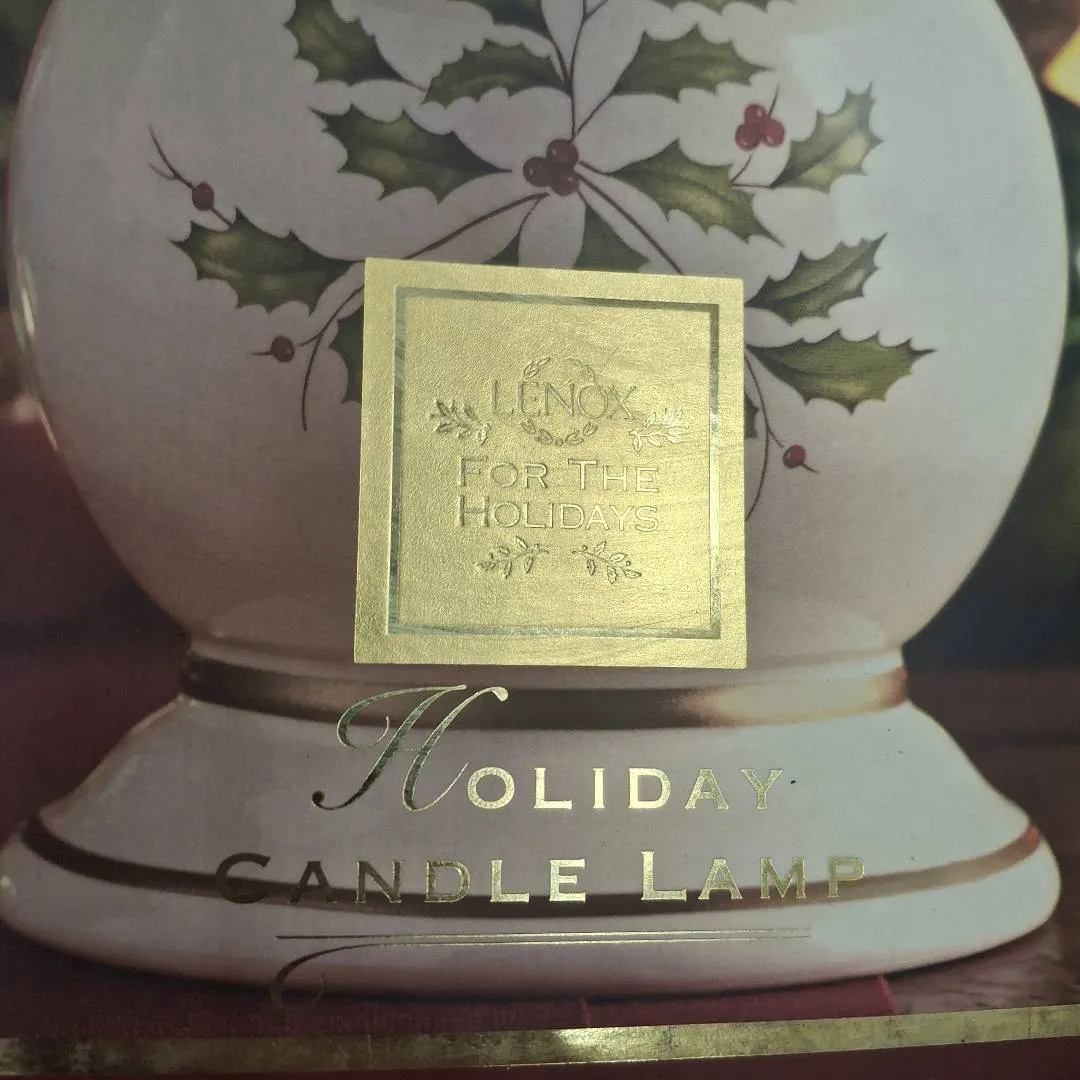 LENOX
FOR THE
HOLIDAYS
HOLIDAY
CANDLE LAMP